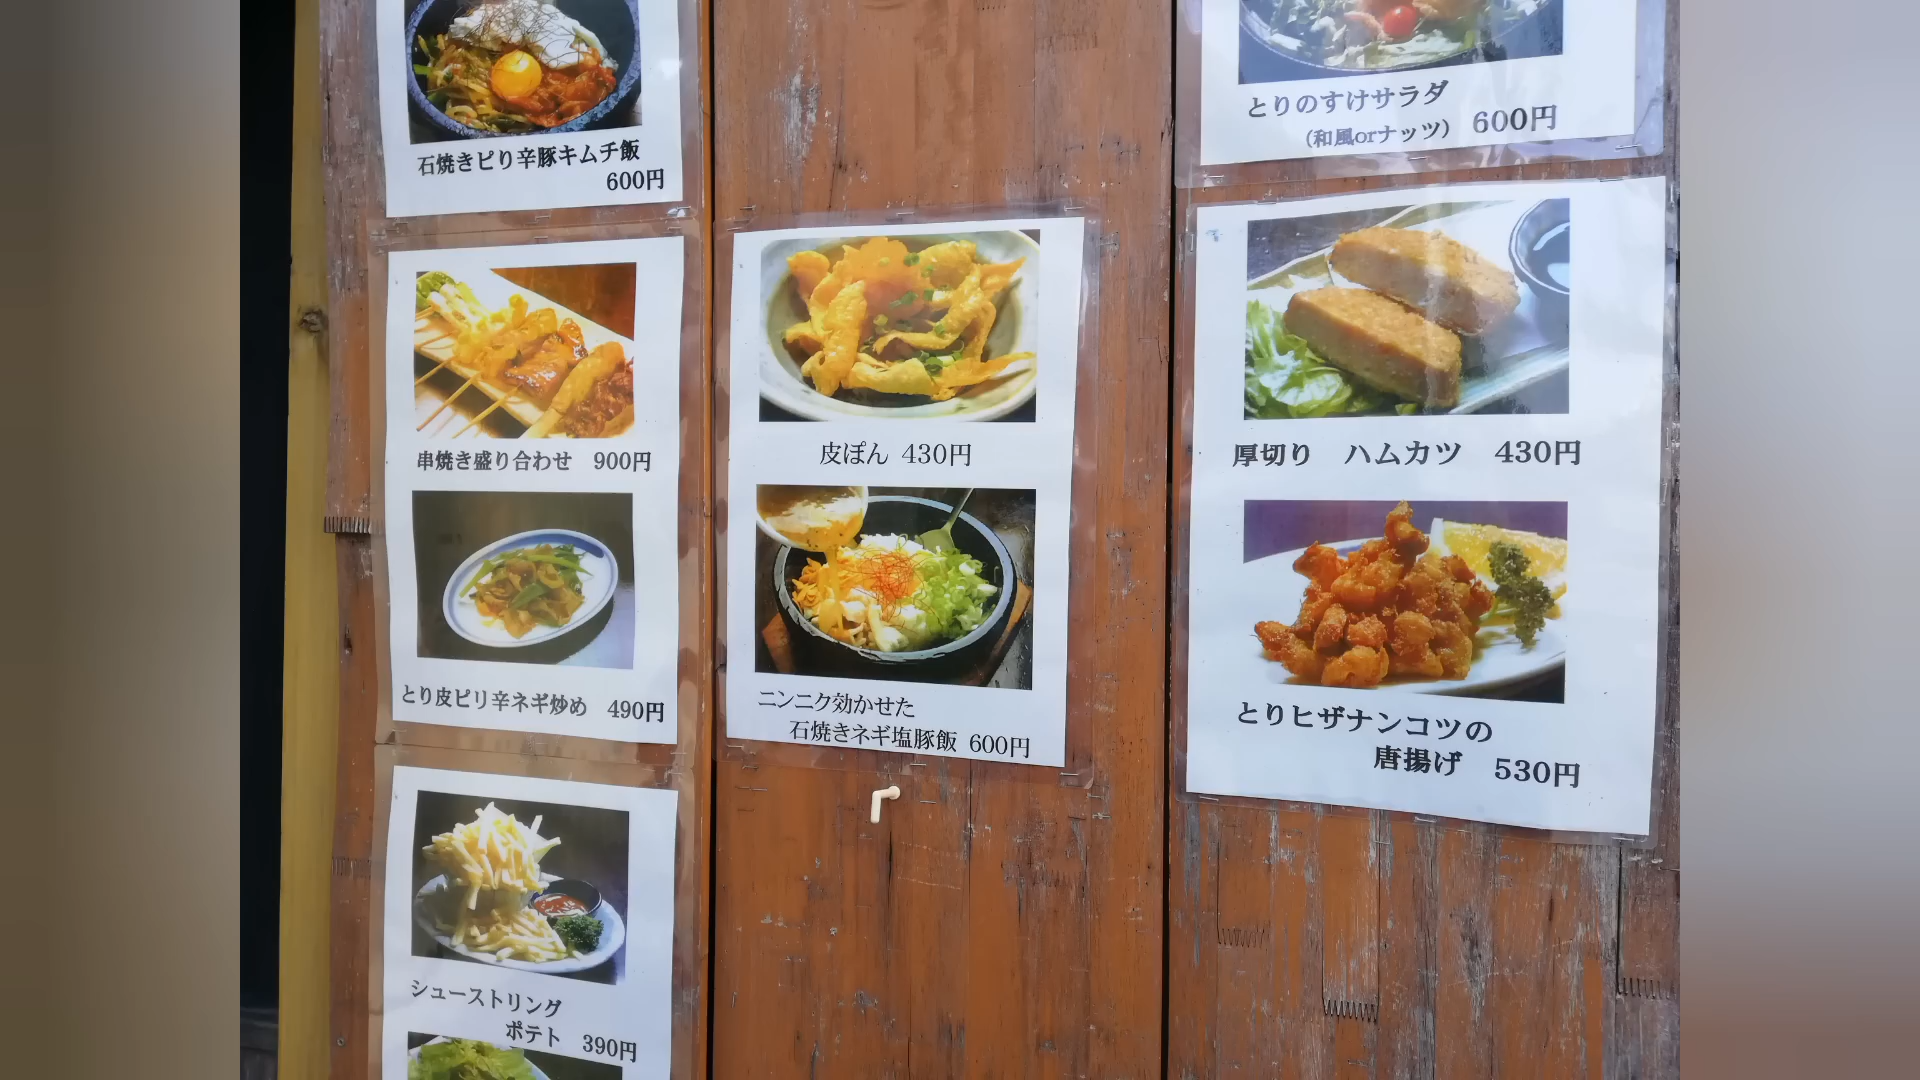 石焼きピり辛豚キムチ飯
600円
串焼き盛り合わせ 900円
とり皮ピリ辛ネギ炒め 490円
シューストリング
ポテト 390円
皮ぽん 430円
ニンニク効かせた
石焼きネギ塩豚飯 600円
とりのすけサラダ
(和風orナッツ) 600円
厚切り ハムカツ 430円
とりヒザナンコツの
唐揚げ 530円